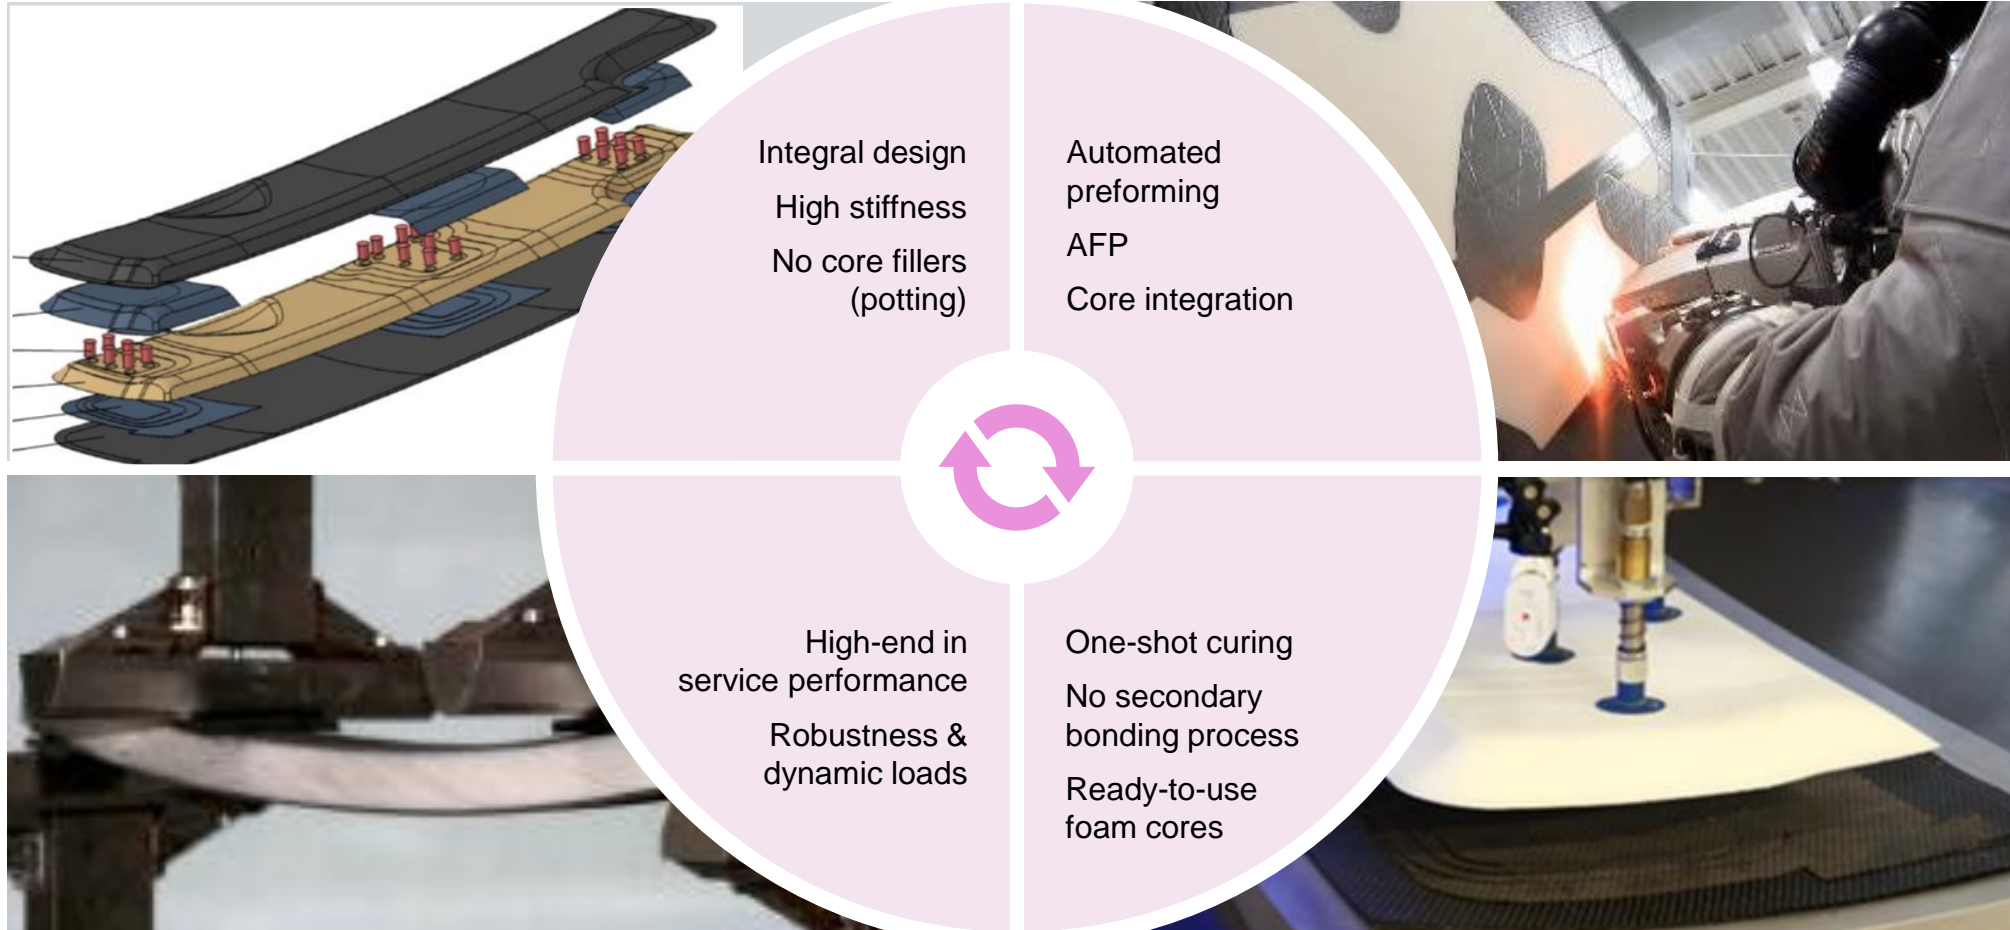 Integral design
High stiffness
No core fillers
(potting)
Automated
preforming
AFP
Core integration
High-end in
service performance
Robustness &
dynamic loads
One-shot curing
No secondary
bonding process
Ready-to-use
foam cores